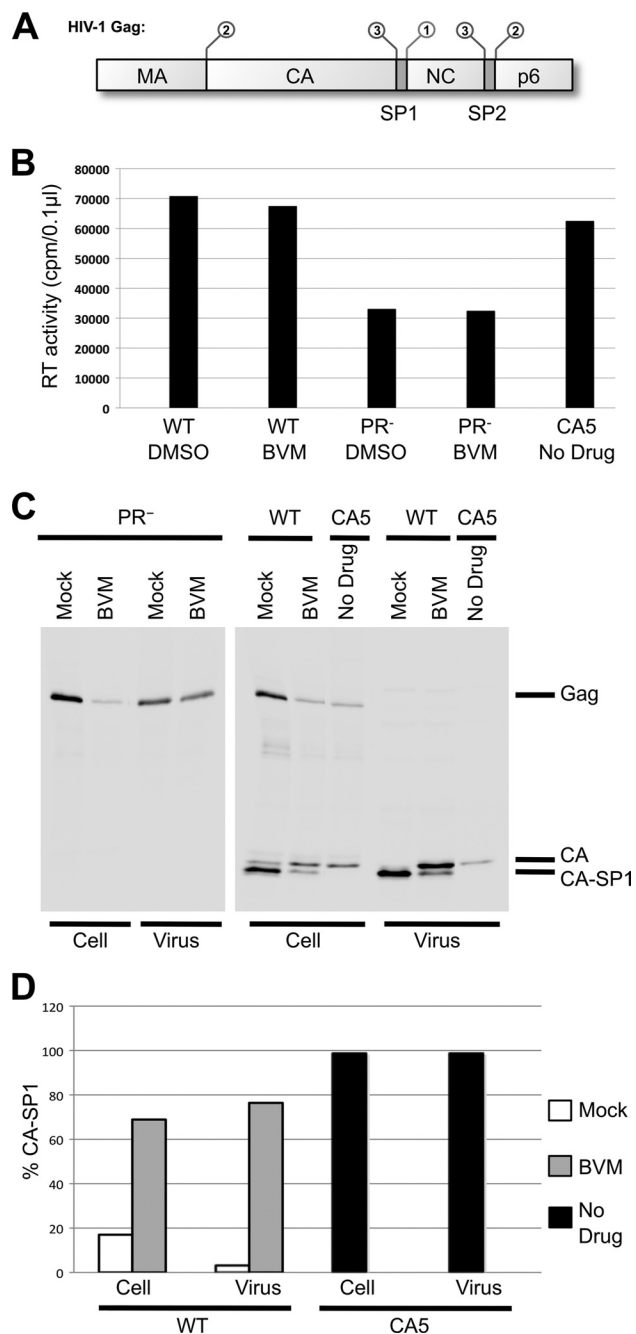 A
HIV-1 Gag:
② ③ ① ③ ②
MA CA NC p6
SP1 SP2
B
RT activity (cpm/0.1µl)
80000
70000
60000
50000
40000
30000
20000
10000
0
WT DMSO
WT BVM
PR⁻ DMSO
PR⁻ BVM
CA5 No Drug
C
PR⁻ WT CA5 WT CA5
Mock BVM Mock BVM Mock BVM No Drug Mock BVM No Drug
Gag
CA
CA-SP1
Cell Virus Cell Virus
D
% CA-SP1
120
100
80
60
40
20
0
Cell Virus Cell Virus
WT CA5
Mock
BVM
No Drug